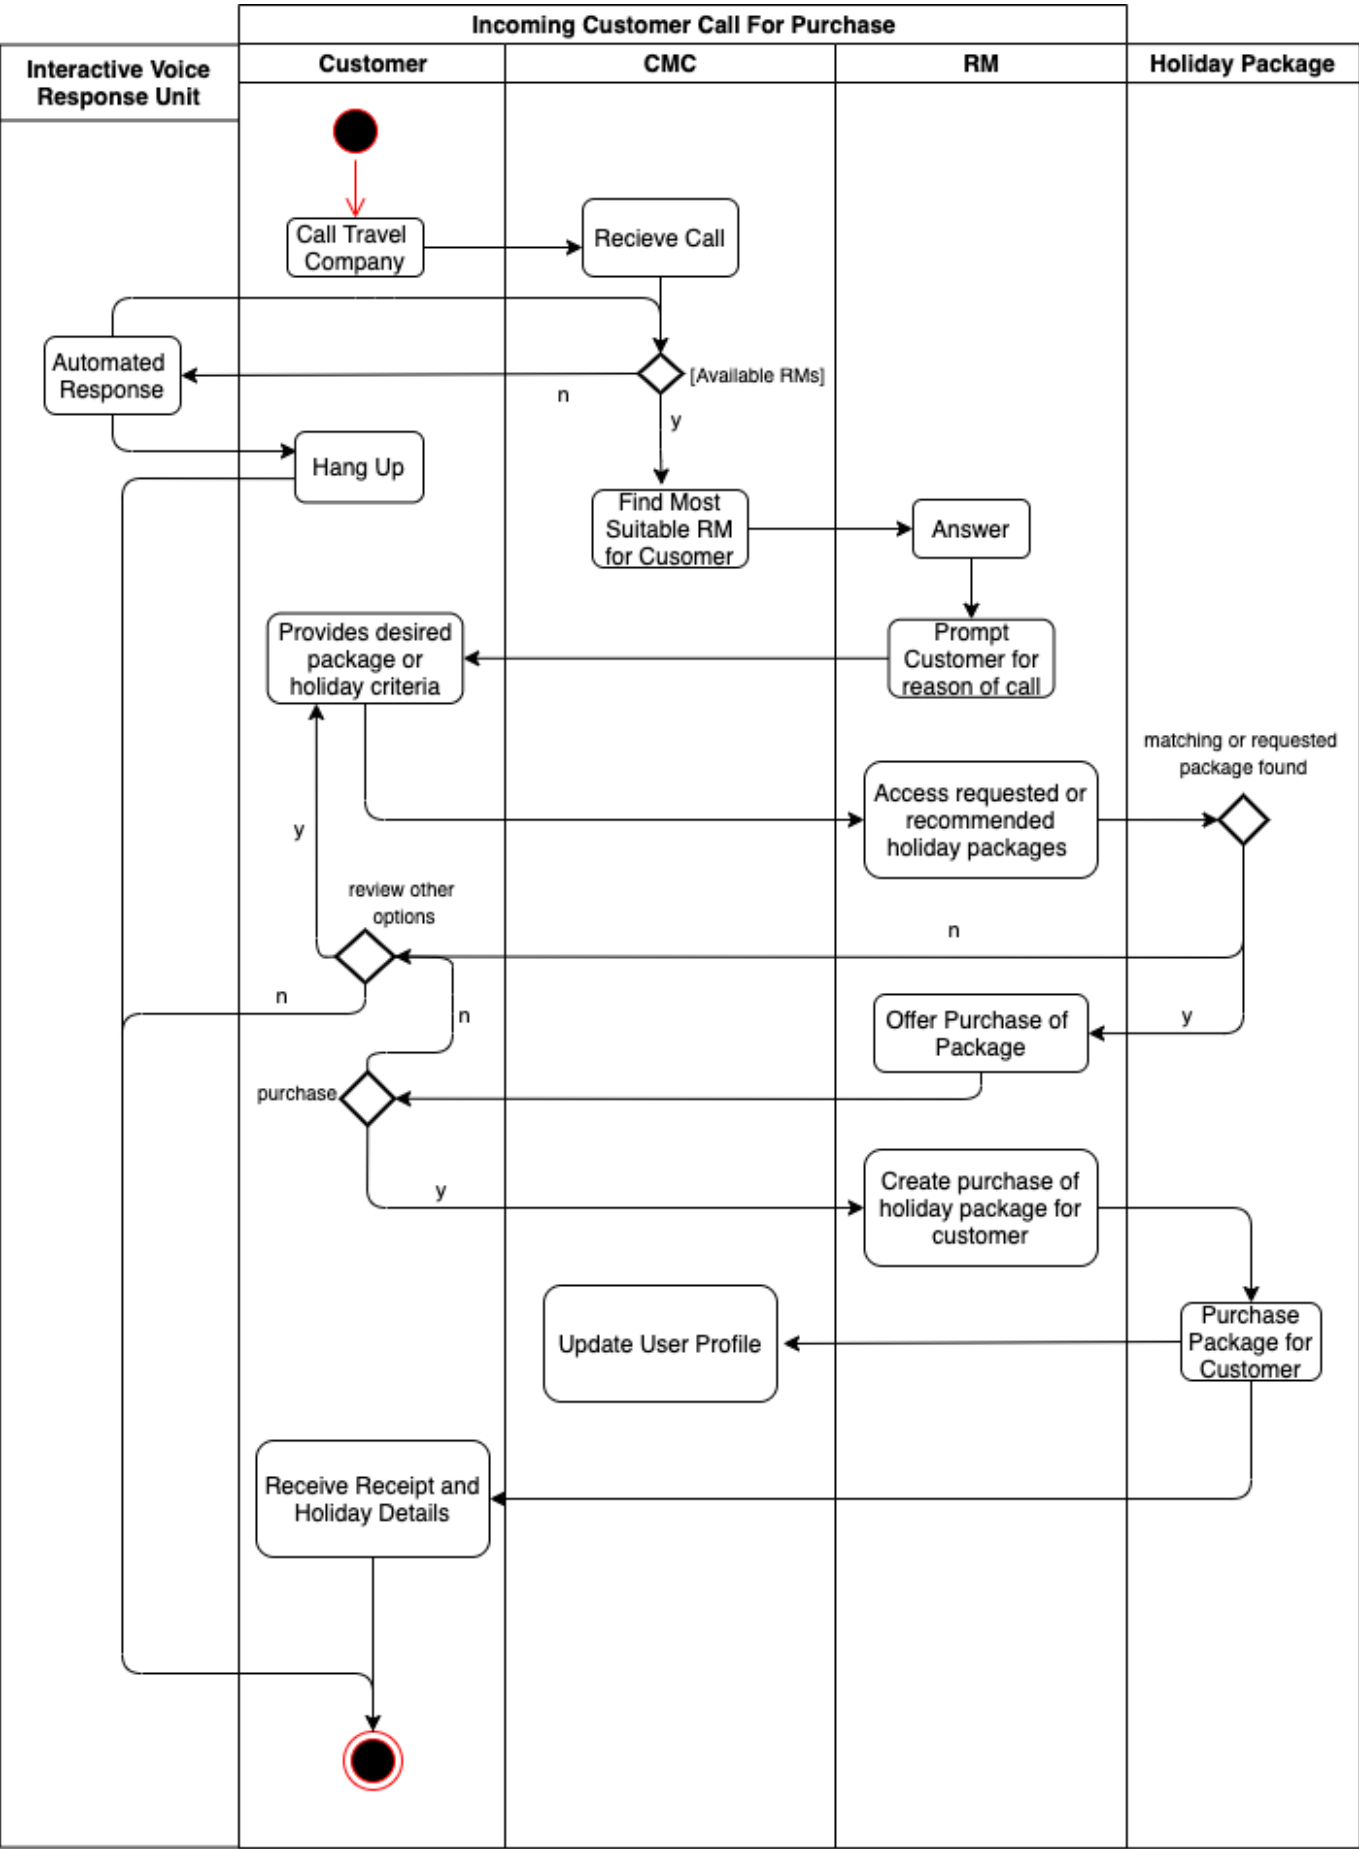 Incoming Customer Call For Purchase
Interactive Voice
Response Unit
Customer
CMC
RM
Holiday Package
Call Travel
Company
Recieve Call
Automated
Response
n
[Available RMs]
y
Hang Up
Find Most
Suitable RM
for Cusomer
Answer
Provides desired
package or
holiday criteria
Prompt
Customer for
reason of call
matching or requested
package found
Access requested or
recommended
holiday packages
y
review other
options
n
n
n
Offer Purchase of
Package
y
purchase
y
Create purchase of
holiday package for
customer
Update User Profile
Purchase
Package for
Customer
Receive Receipt and
Holiday Details